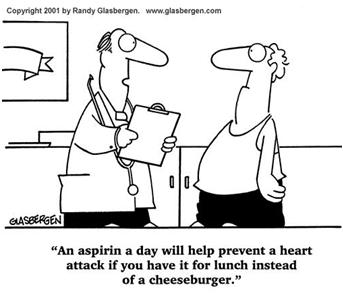 Copyright 2001 by Randy Glasbergen. www.glasbergen.com
GLASBERGEN
“An aspirin a day will help prevent a heart
attack if you have it for lunch instead
of a cheeseburger.”